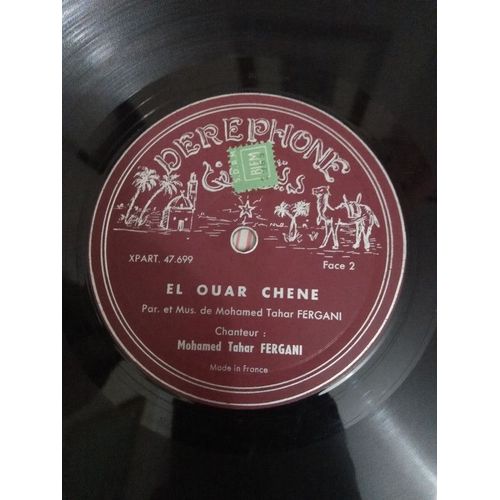 DEREPHONE
BIEM
XPART. 47.699
Face 2
EL OUAR CHENE
Par. et Mus. de Mohamed Tahar FERGANI
Chanteur :
Mohamed Tahar FERGANI
Made in France